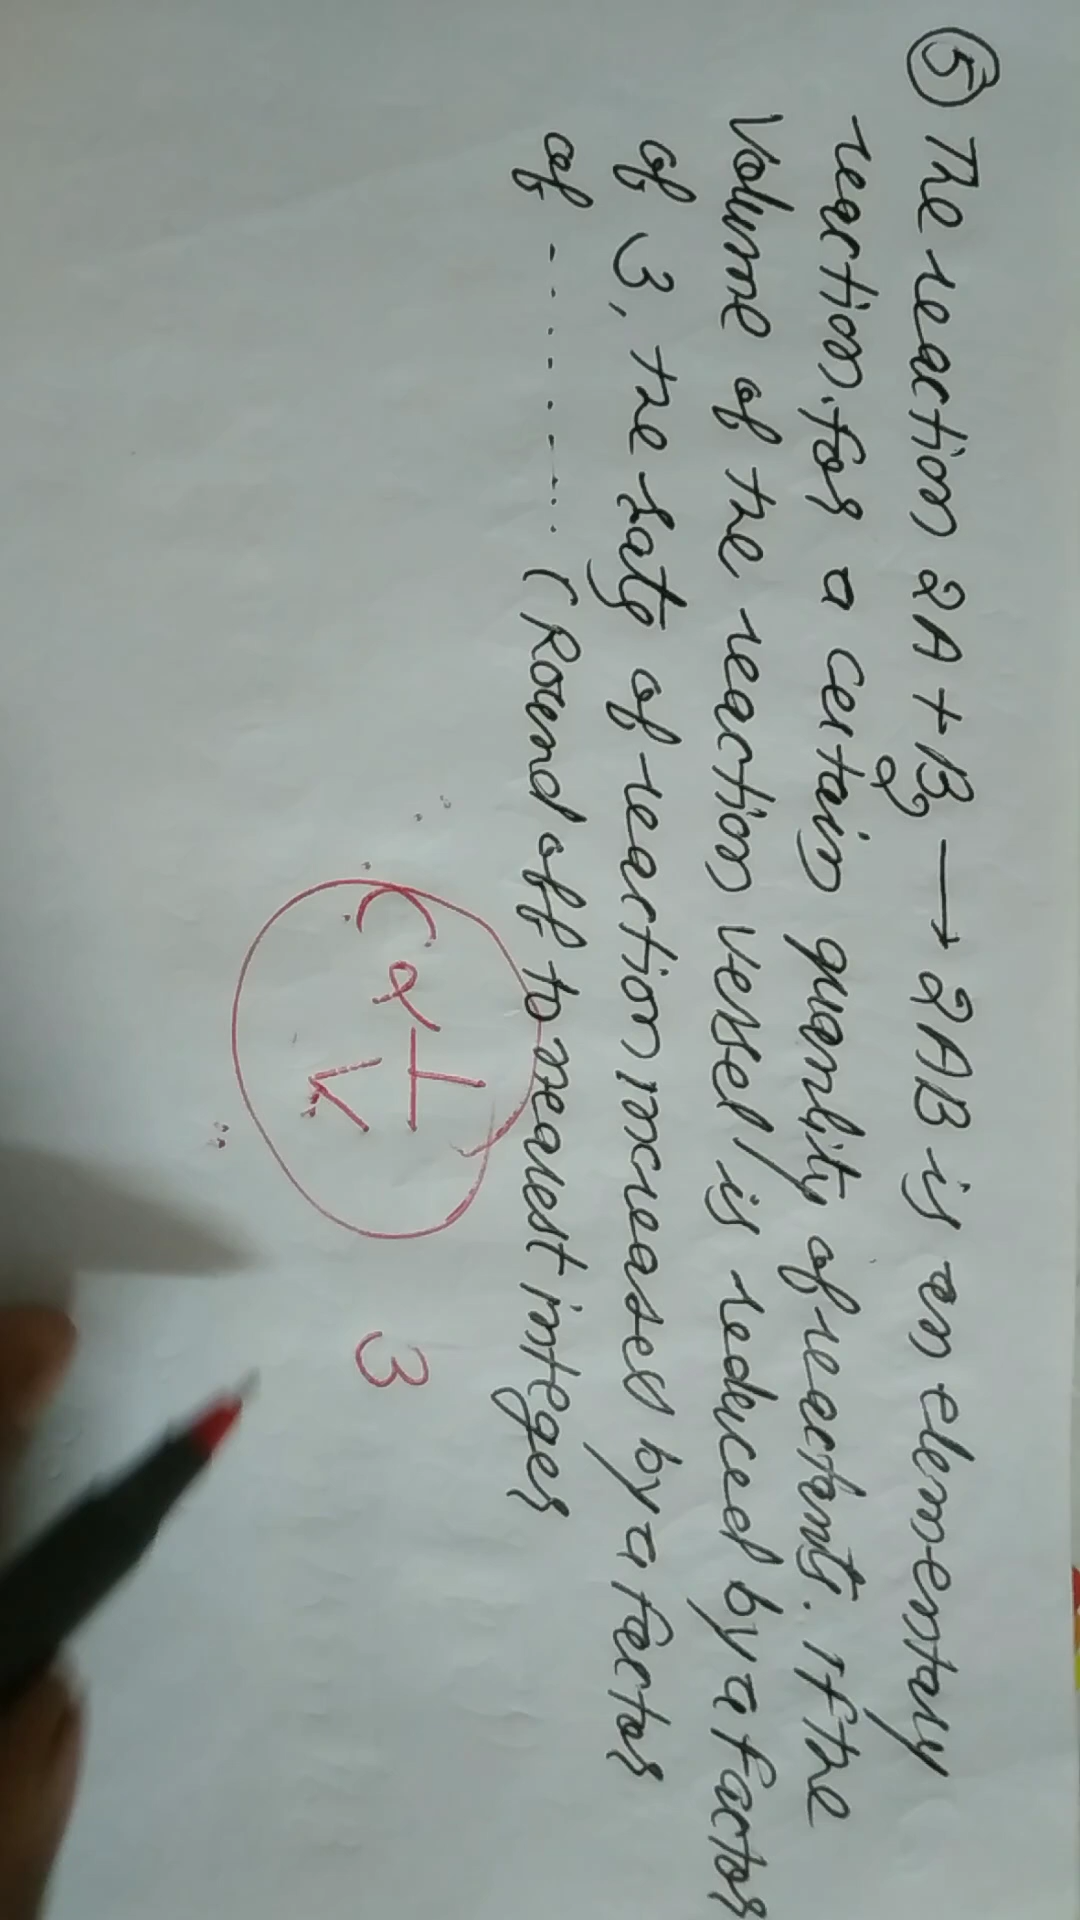 ⑤ The reaction 2A + B₂ → 2AB is an elementary
reaction. for a certain quantity of reactants. If the
volume of the reaction vessel is reduced by a factor
of 3, the rate of reaction increases by a factor
of ........ (Round off to nearest integer
C α 1
V
3